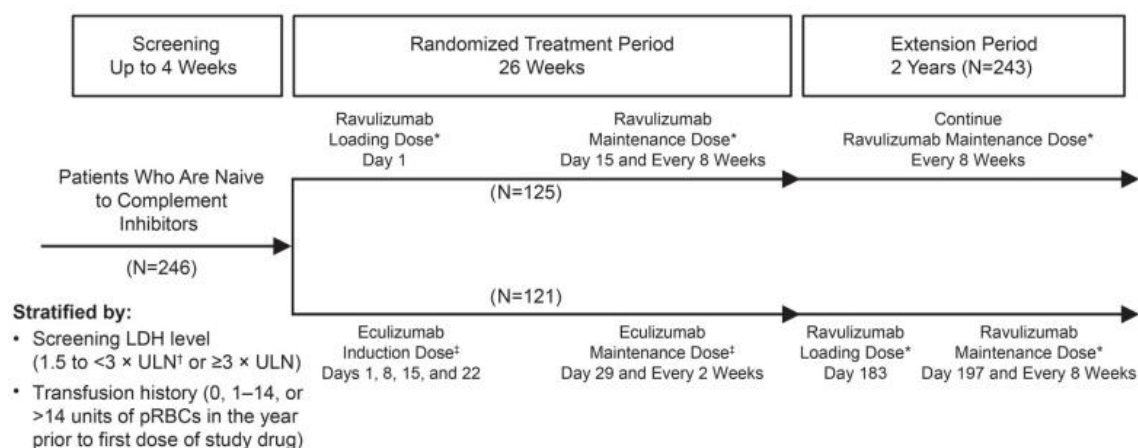 Screening
Up to 4 Weeks
Randomized Treatment Period
26 Weeks
Extension Period
2 Years (N=243)
Ravulizumab
Loading Dose*
Day 1
Ravulizumab
Maintenance Dose*
Day 15 and Every 8 Weeks
Continue
Ravulizumab Maintenance Dose*
Every 8 Weeks
Patients Who Are Naive
to Complement
Inhibitors
(N=246)
(N=125)
(N=121)
Stratified by:
• Screening LDH level
(1.5 to <3 × ULN† or ≥3 × ULN)
• Transfusion history (0, 1–14, or
>14 units of pRBCs in the year
prior to first dose of study drug)
Eculizumab
Induction Dose‡
Days 1, 8, 15, and 22
Eculizumab
Maintenance Dose‡
Day 29 and Every 2 Weeks
Ravulizumab
Loading Dose*
Day 183
Ravulizumab
Maintenance Dose*
Day 197 and Every 8 Weeks